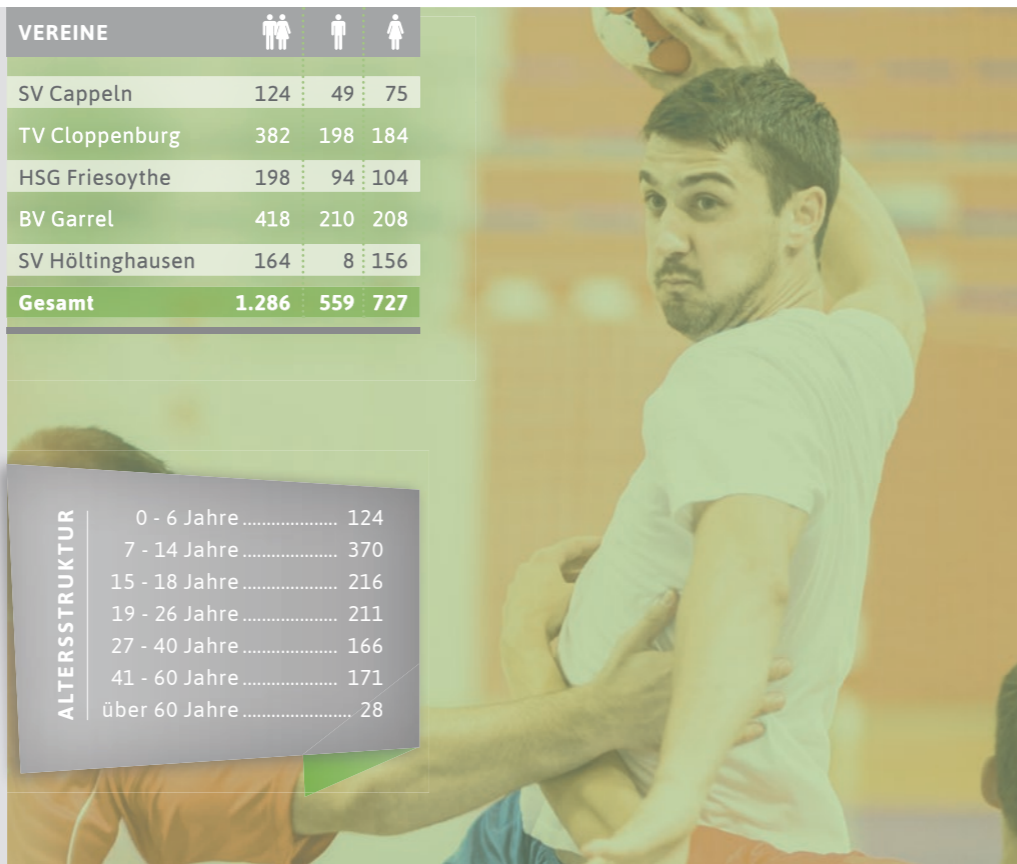 VEREINE
SV Cappeln 124 49 75
TV Cloppenburg 382 198 184
HSG Friesoythe 198 94 104
BV Garrel 418 210 208
SV Höltinghausen 164 8 156
Gesamt 1.286 559 727
ALTERSSTRUKTUR
0 - 6 Jahre ................... 124
7 - 14 Jahre ................... 370
15 - 18 Jahre ................... 216
19 - 26 Jahre ................... 211
27 - 40 Jahre ................... 166
41 - 60 Jahre ................... 171
über 60 Jahre ...................... 28